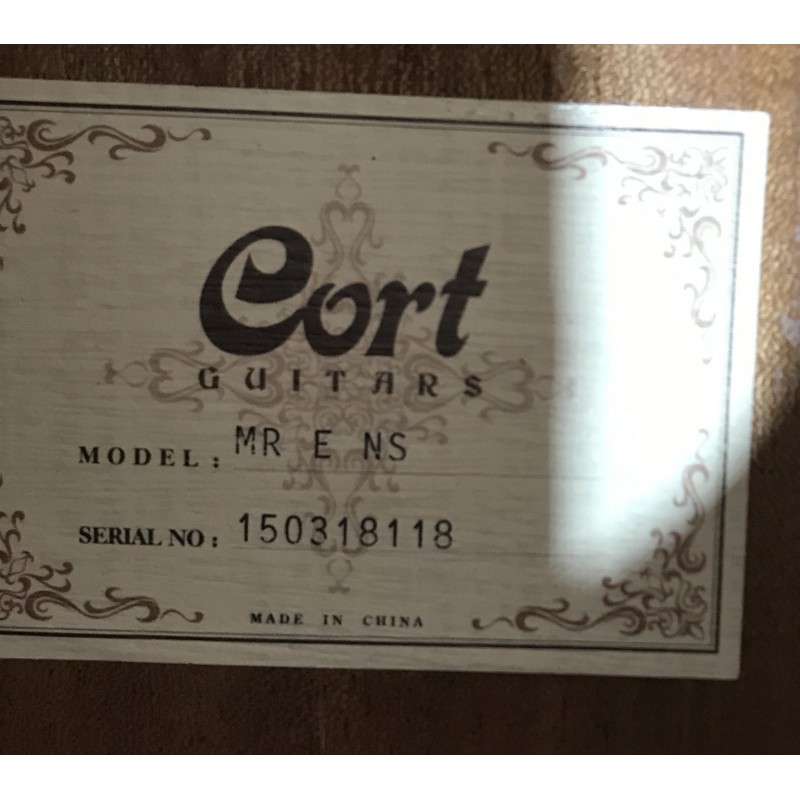 Cort
GUITARS
MODEL: MR E NS
SERIAL NO: 150318118
MADE IN CHINA